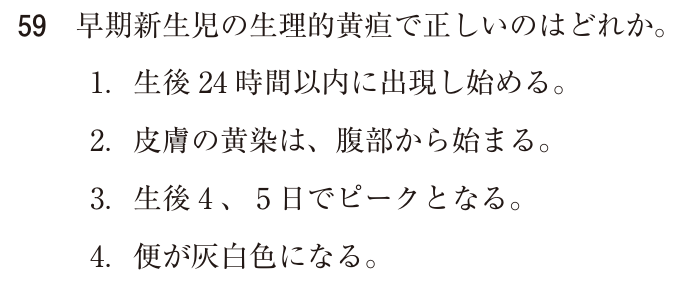 59 早期新生児の生理的黄疸で正しいのはどれか。
1. 生後 24 時間以内に出現し始める。
2. 皮膚の黄染は、腹部から始まる。
3. 生後 4 、 5 日でピークとなる。
4. 便が灰白色になる。